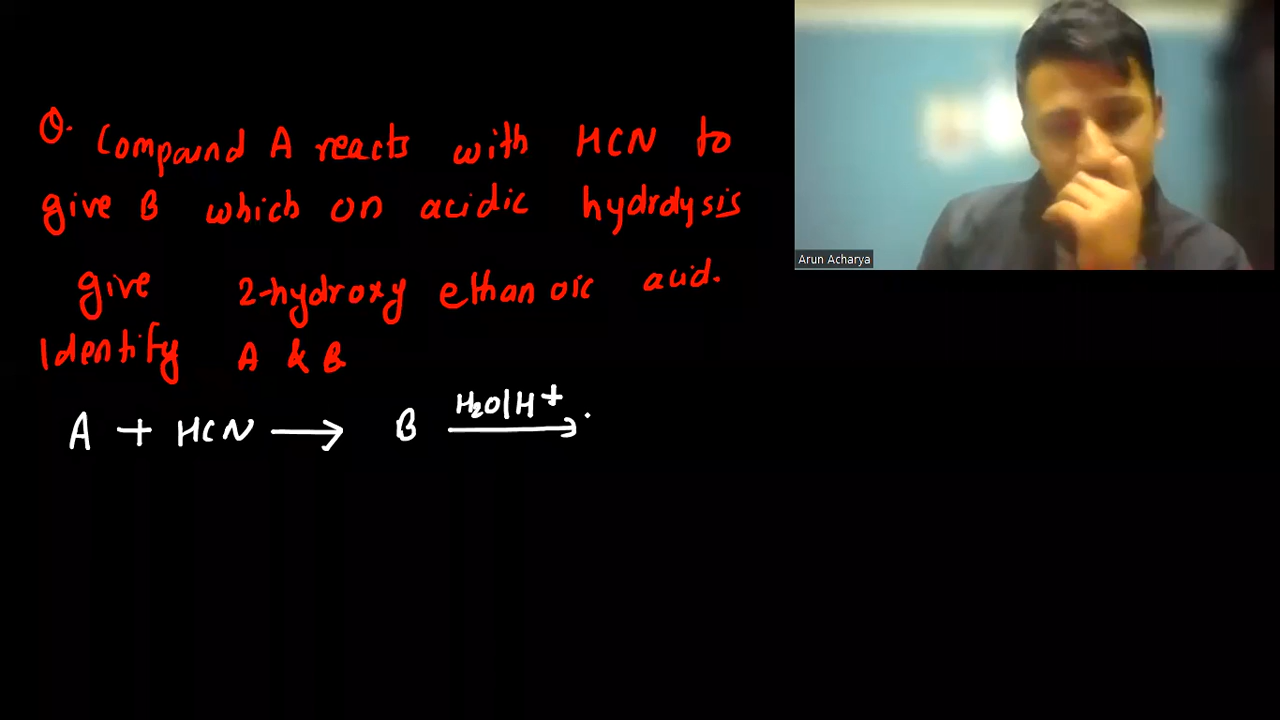 Q. Compound A reacts with HCN to
give B which on acidic hydrolysis
give 2-hydroxy ethanoic acid.
Identify A & B
A + HCN ⟶ B H₂O/H⁺ ⟶
Arun Acharya